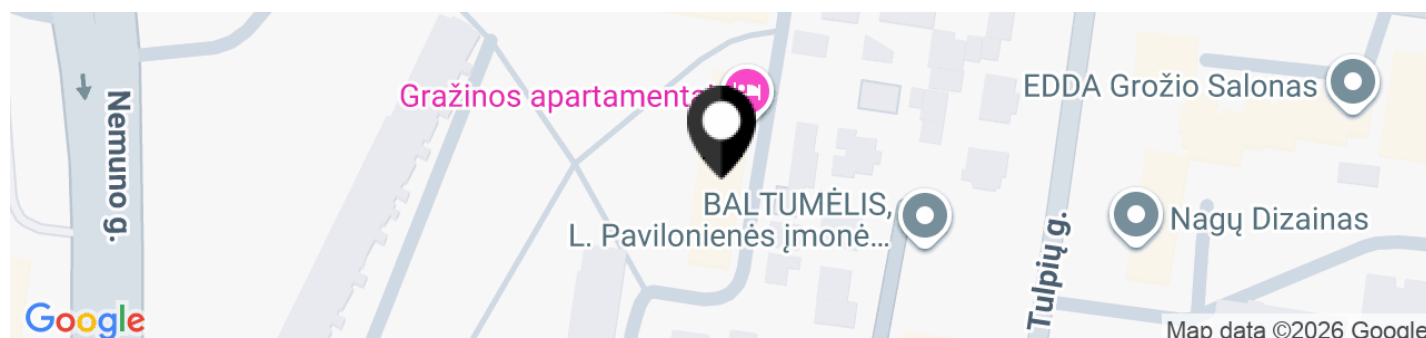 Nemuno g.
Gražinos apartamentai
EDDA Grožio Salonas
BALTUMĖLIS,
L. Pavilonienės įmonė...
Nagų Dizainas
Tulpių g.
Google
Map data ©2026 Google